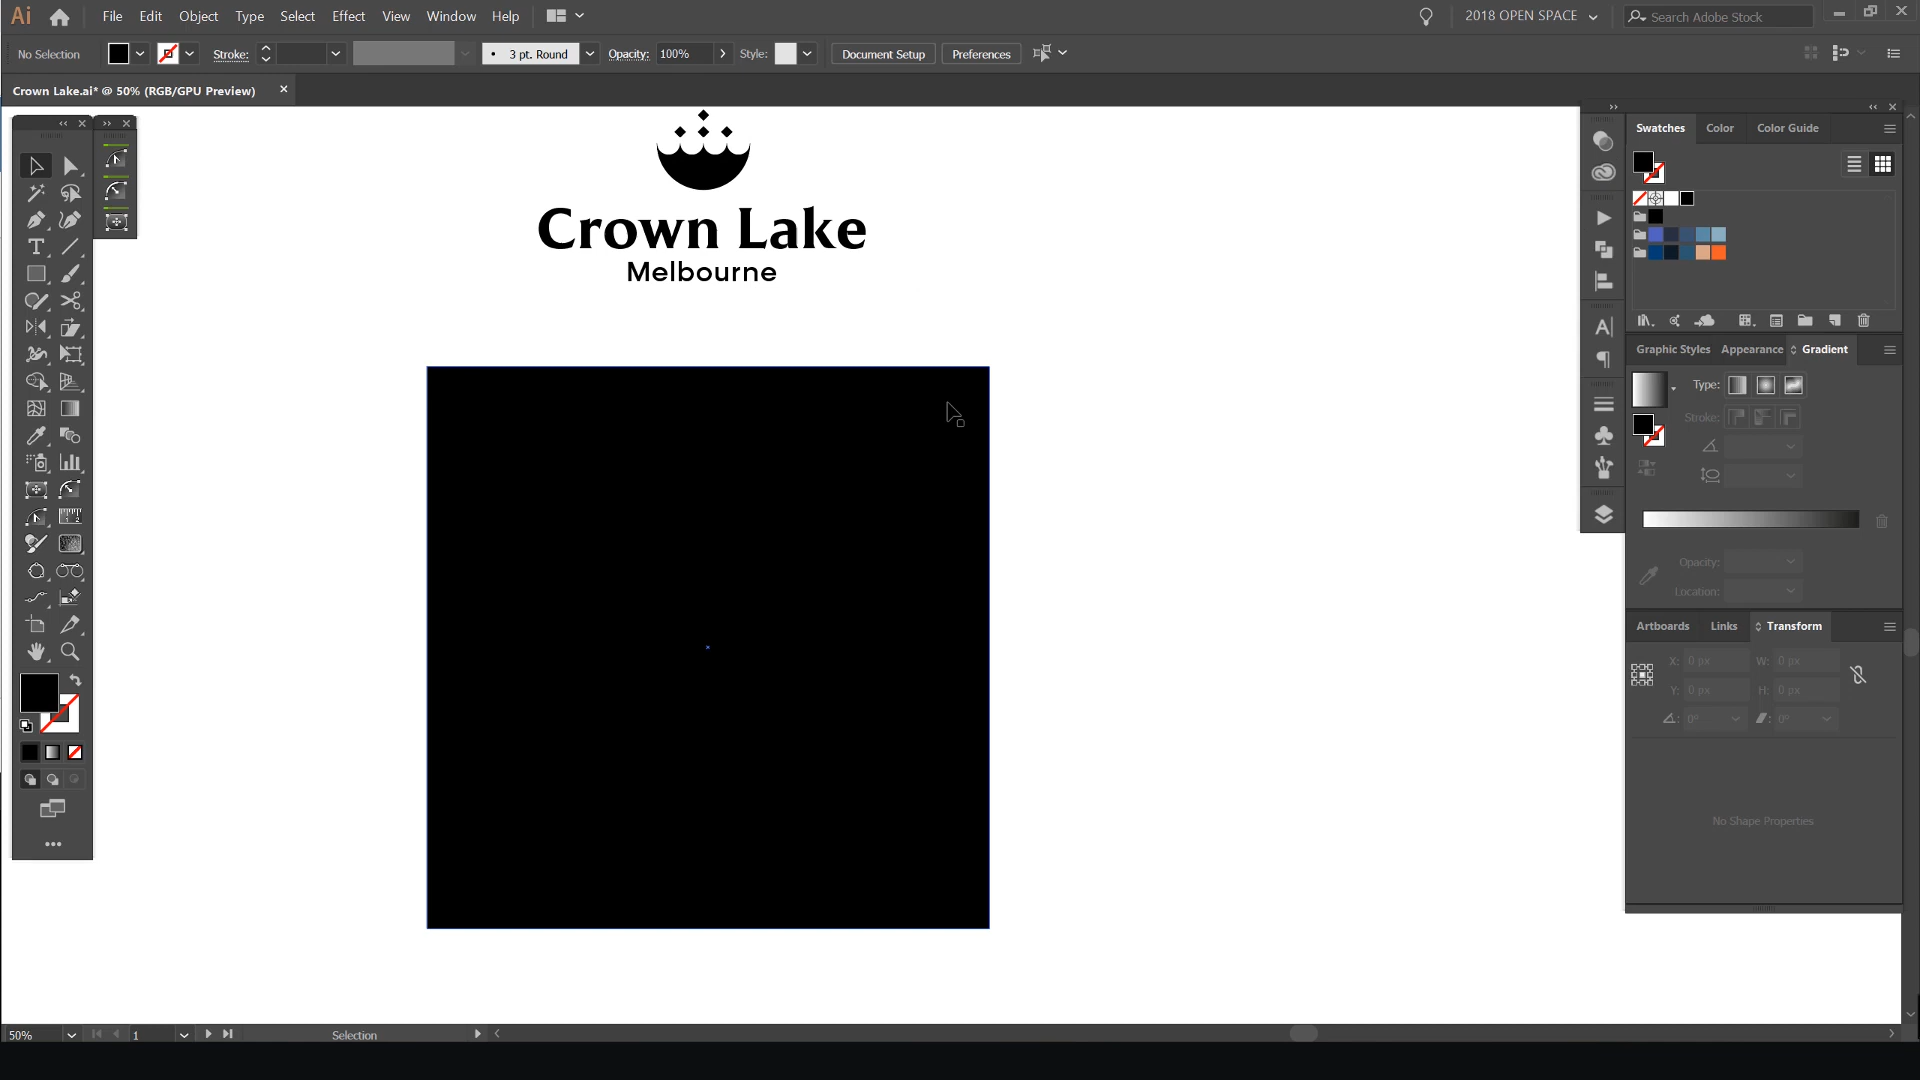 Ai File Edit Object Type Select Effect View Window Help 2018 OPEN SPACE Search Adobe Stock
No Selection Stroke: 3 pt. Round Opacity: 100% Style: Document Setup Preferences
Crown Lake.ai* @ 50% (RGB/GPU Preview)
Crown Lake
Melbourne
Swatches Color Color Guide
Graphic Styles Appearance Gradient
Type:
Stroke:
Opacity:
Location:
Artboards Links Transform
X: 0 px W: 0 px
Y: 0 px H: 0 px
0° 0°
No Shape Properties
50% 1 Selection